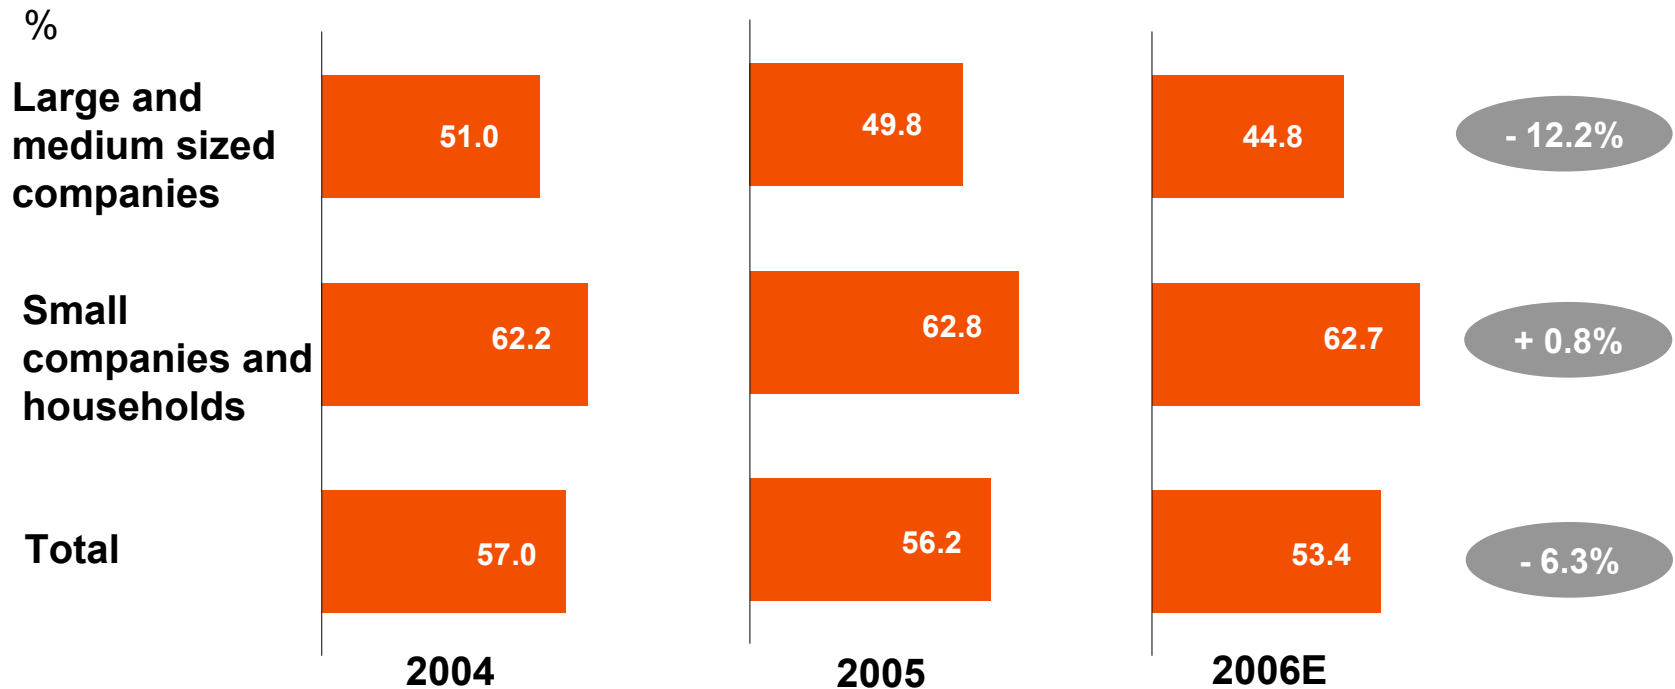 %
Large and
medium sized
companies
51.0
49.8
44.8
- 12.2%
Small
companies and
households
62.2
62.8
62.7
+ 0.8%
Total
57.0
56.2
53.4
- 6.3%
2004
2005
2006E